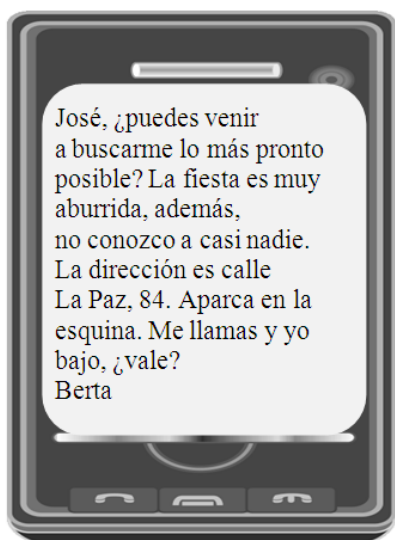 José, ¿puedes venir
a buscarme lo más pronto
posible? La fiesta es muy
aburrida, además,
no conozco a casi nadie.
La dirección es calle
La Paz, 84. Aparca en la
esquina. Me llamas y yo
bajo, ¿vale?
Berta